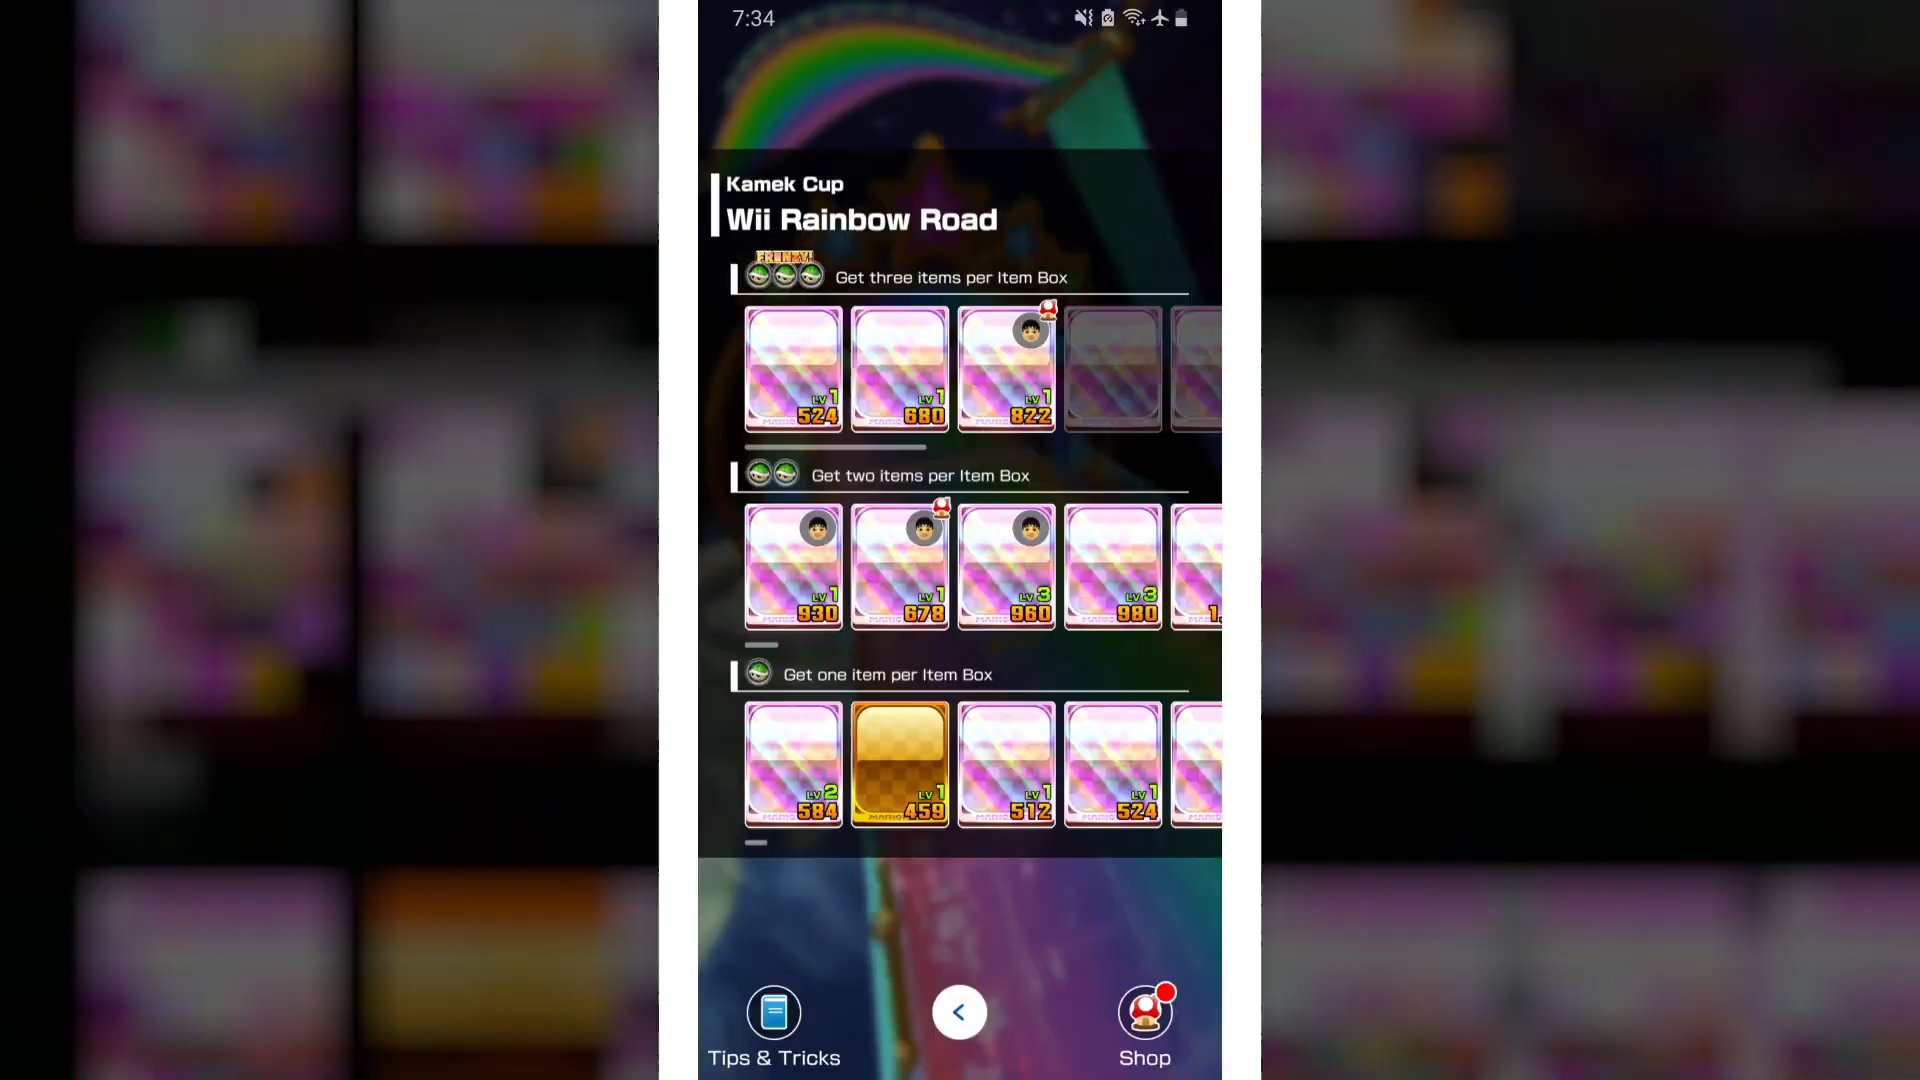 7:34
Kamek Cup
Wii Rainbow Road
FRENZY!
Get three items per Item Box
LV 1
524
LV 1
680
LV 1
822
Get two items per Item Box
LV 1
930
LV 1
678
LV 3
960
LV 3
980
1,
Get one item per Item Box
LV 2
584
LV 1
459
LV 1
512
LV 1
524
Tips & Tricks
Shop